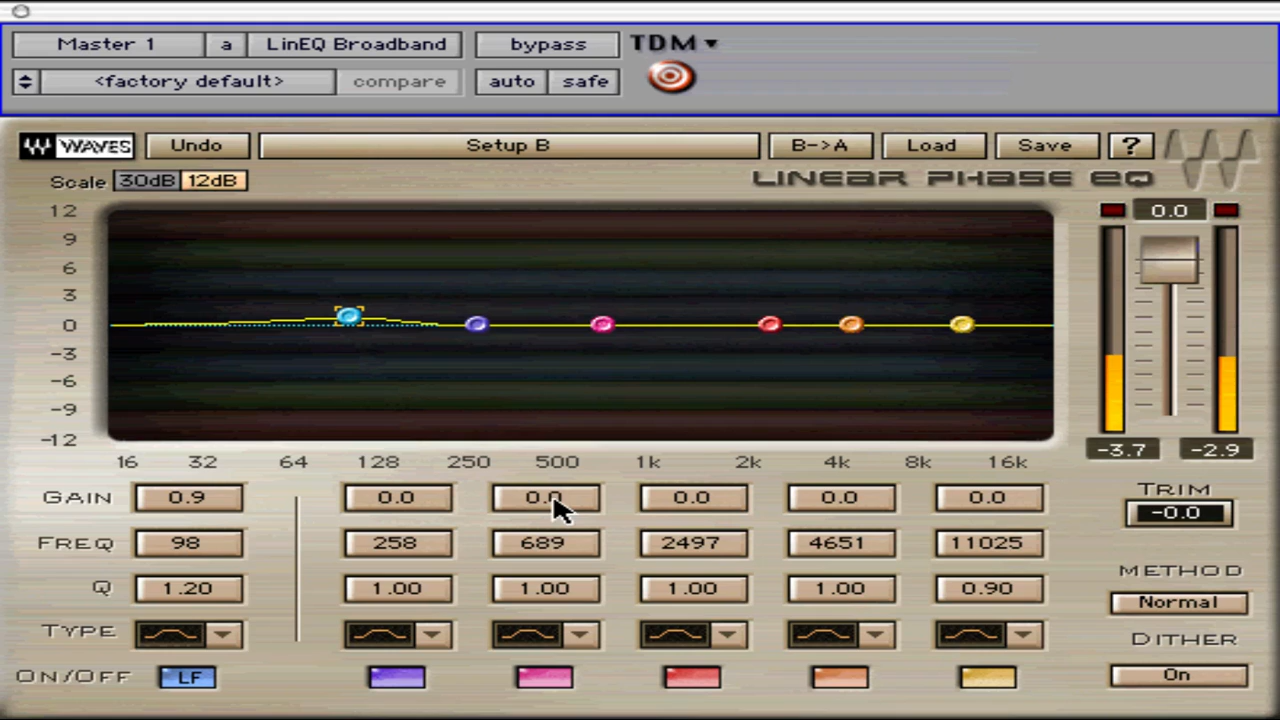 Master 1 a LinEQ Broadband bypass TDM
<factory default> compare auto safe
WAVES Undo Setup B B->A Load Save ?
Scale 30dB 12dB LINEAR PHASE EQ
12 0.0
9
6
3
0
-3
-6
-9
-12 -3.7 -2.9
16 32 64 128 250 500 1k 2k 4k 8k 16k
GAIN 0.9 0.0 0.0 0.0 0.0 0.0 TRIM
-0.0
FREQ 98 258 689 2497 4651 11025
METHOD
Q 1.20 1.00 1.00 1.00 1.00 0.90 Normal
TYPE DITHER
ON/OFF LF On